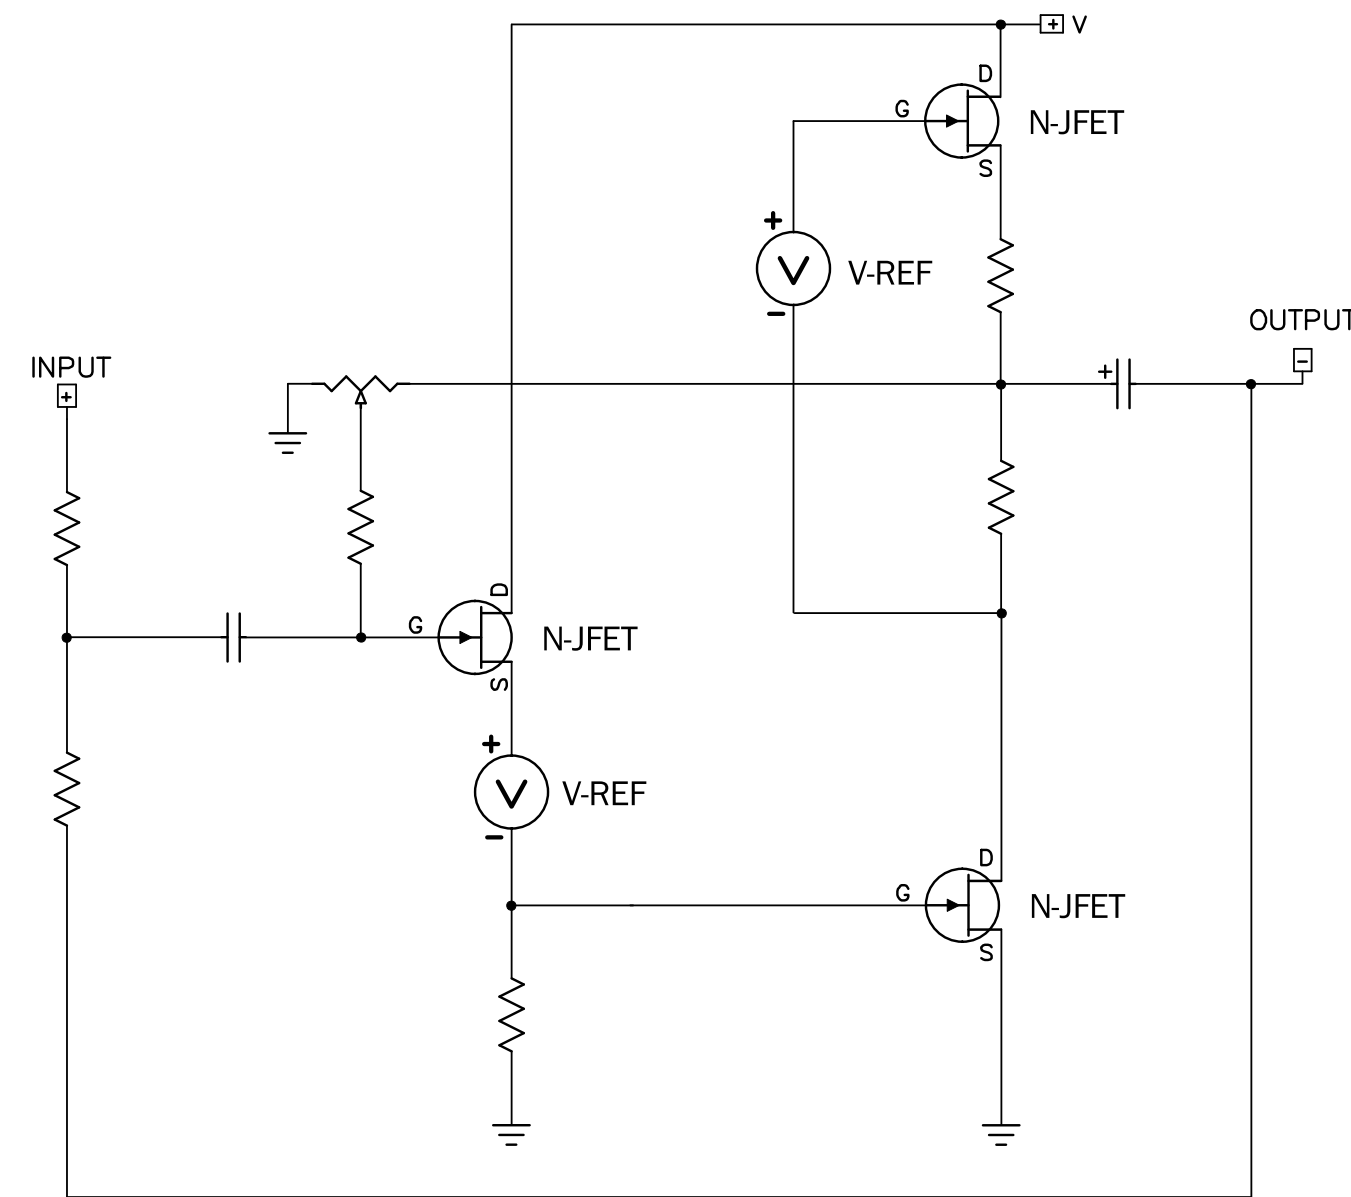 + V
D
G
N-JFET
S
+
V V-REF
-
OUTPUT
-
INPUT
+
+
D
G
N-JFET
S
+
V V-REF
-
D
G
N-JFET
S